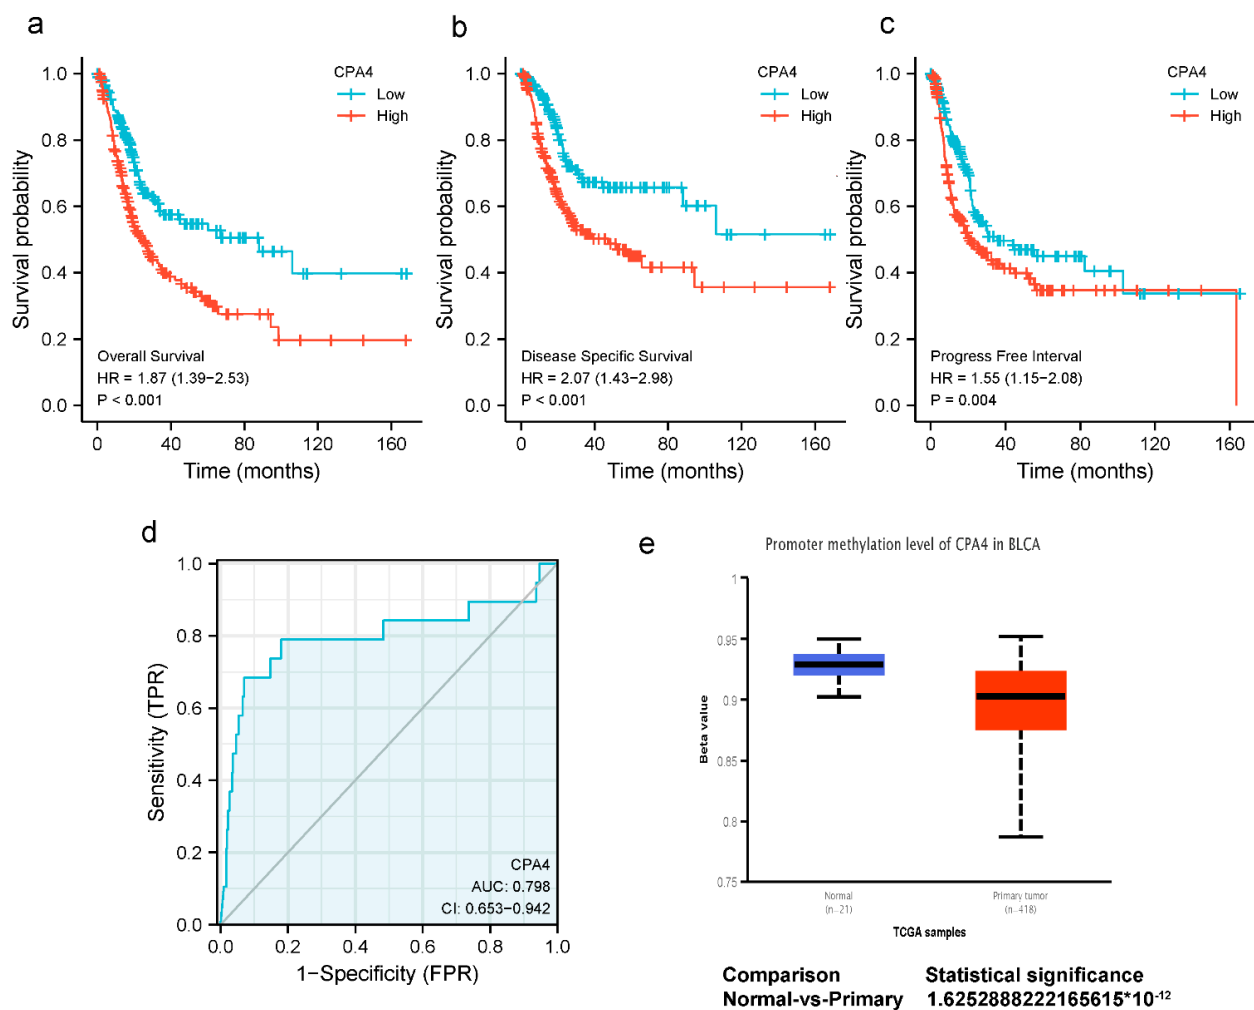 a
CPA4
Low
High
1.0
0.8
0.6
0.4
0.2
0.0
Survival probability
Overall Survival
HR = 1.87 (1.39−2.53)
P < 0.001
0 40 80 120 160
Time (months)
b
CPA4
Low
High
1.0
0.8
0.6
0.4
0.2
0.0
Survival probability
Disease Specific Survival
HR = 2.07 (1.43−2.98)
P < 0.001
0 40 80 120 160
Time (months)
c
CPA4
Low
High
1.0
0.8
0.6
0.4
0.2
0.0
Survival probability
Progress Free Interval
HR = 1.55 (1.15−2.08)
P = 0.004
0 40 80 120 160
Time (months)
d
1.0
0.8
0.6
0.4
0.2
0.0
Sensitivity (TPR)
CPA4
AUC: 0.798
CI: 0.653−0.942
0.0 0.2 0.4 0.6 0.8 1.0
1−Specificity (FPR)
e
Promoter methylation level of CPA4 in BLCA
1
0.95
0.9
0.85
0.8
0.75
Beta value
Normal
(n=21)
Primary tumor
(n=418)
TCGA samples
Comparison Statistical significance
Normal-vs-Primary 1.6252888222165615*10⁻¹²